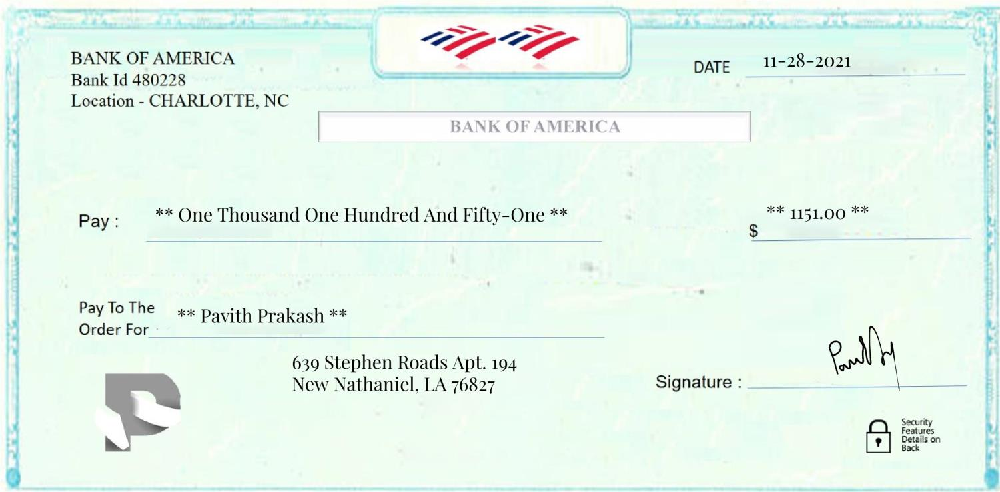 BANK OF AMERICA
Bank Id 480228
Location - CHARLOTTE, NC
DATE 11-28-2021
BANK OF AMERICA
Pay : ** One Thousand One Hundred And Fifty-One **
$ ** 1151.00 **
Pay To The
Order For ** Pavith Prakash **
639 Stephen Roads Apt. 194
New Nathaniel, LA 76827
Signature :
Security
Features
Details on
Back